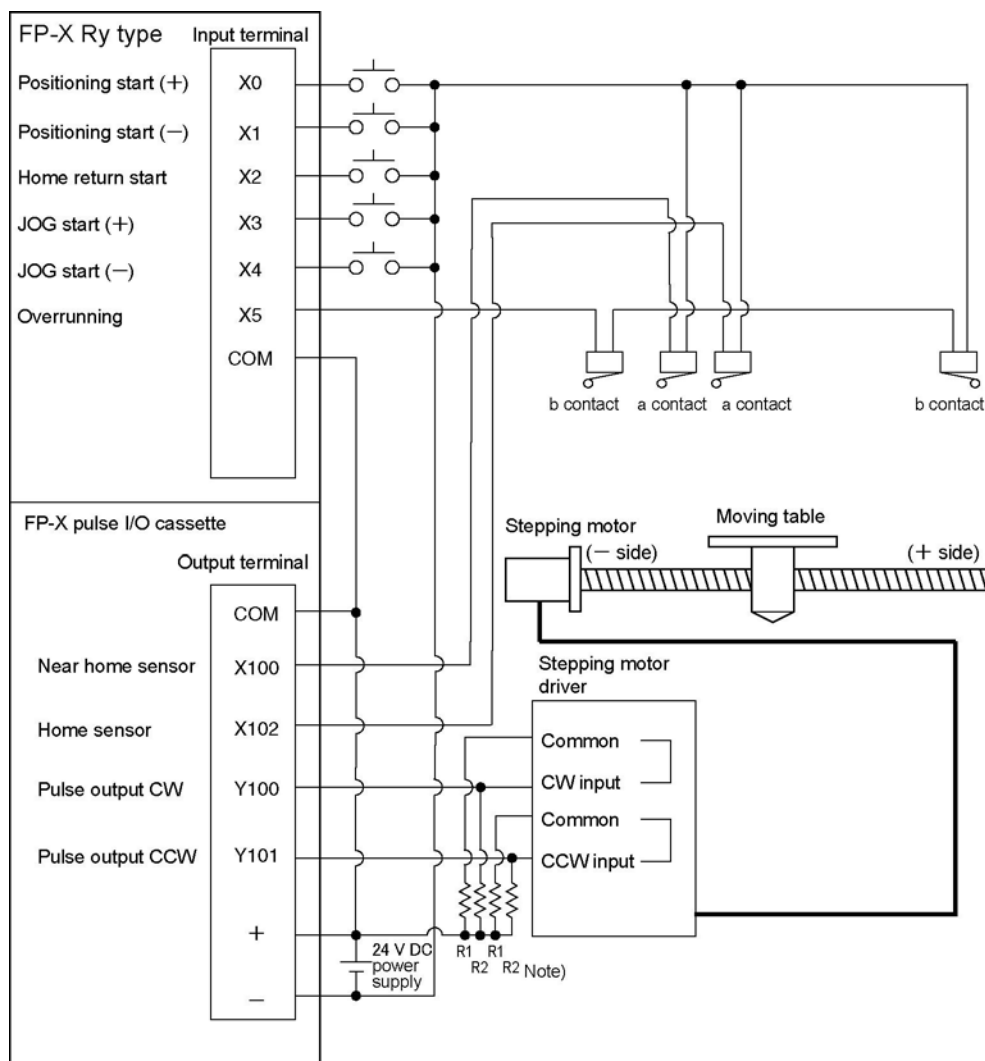 FP-X Ry type
Input terminal
Positioning start (+) X0
Positioning start (−) X1
Home return start X2
JOG start (+) X3
JOG start (−) X4
Overrunning X5
COM
b contact a contact a contact b contact
FP-X pulse I/O cassette
Output terminal
COM
Near home sensor X100
Home sensor X102
Pulse output CW Y100
Pulse output CCW Y101
+
−
24 V DC
power
supply
R1 R1
R2 R2 Note)
Stepping motor
Moving table
(− side) (+ side)
Stepping motor
driver
Common
CW input
Common
CCW input